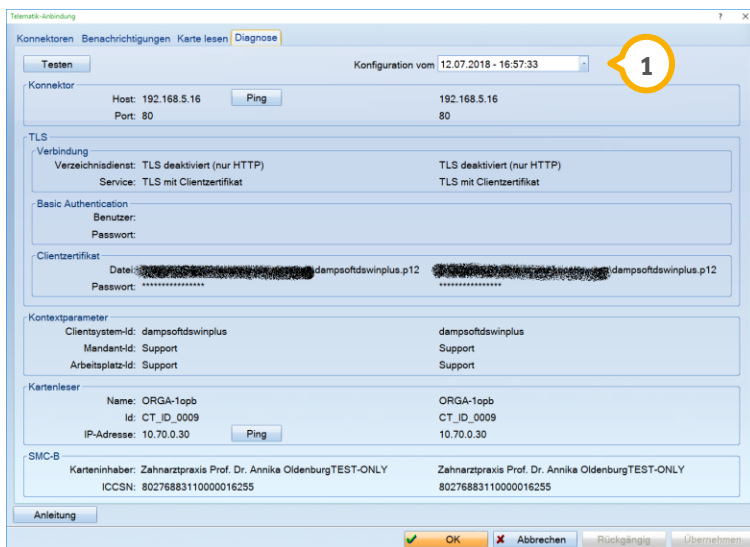 Telematik-Anbindung ? ×
Konnektoren Benachrichtigungen Karte lesen Diagnose
Testen Konfiguration vom 12.07.2018 - 16:57:33 1
Konnektor
Host: 192.168.5.16 Ping 192.168.5.16
Port: 80 80
TLS
Verbindung
Verzeichnisdienst: TLS deaktiviert (nur HTTP) TLS deaktiviert (nur HTTP)
Service: TLS mit Clientzertifikat TLS mit Clientzertifikat
Basic Authentication
Benutzer:
Passwort:
Clientzertifikat
Datei: dampsoftdswinplus.p12 \dampsoftdswinplus.p12
Passwort: **************** ****************
Kontextparameter
Clientsystem-Id: dampsoftdswinplus dampsoftdswinplus
Mandant-Id: Support Support
Arbeitsplatz-Id: Support Support
Kartenleser
Name: ORGA-1opb ORGA-1opb
Id: CT_ID_0009 CT_ID_0009
IP-Adresse: 10.70.0.30 Ping 10.70.0.30
SMC-B
Karteninhaber: Zahnarztpraxis Prof. Dr. Annika OldenburgTEST-ONLY Zahnarztpraxis Prof. Dr. Annika OldenburgTEST-ONLY
ICCSN: 80276883110000016255 80276883110000016255
Anleitung
OK Abbrechen Rückgängig Übernehmen